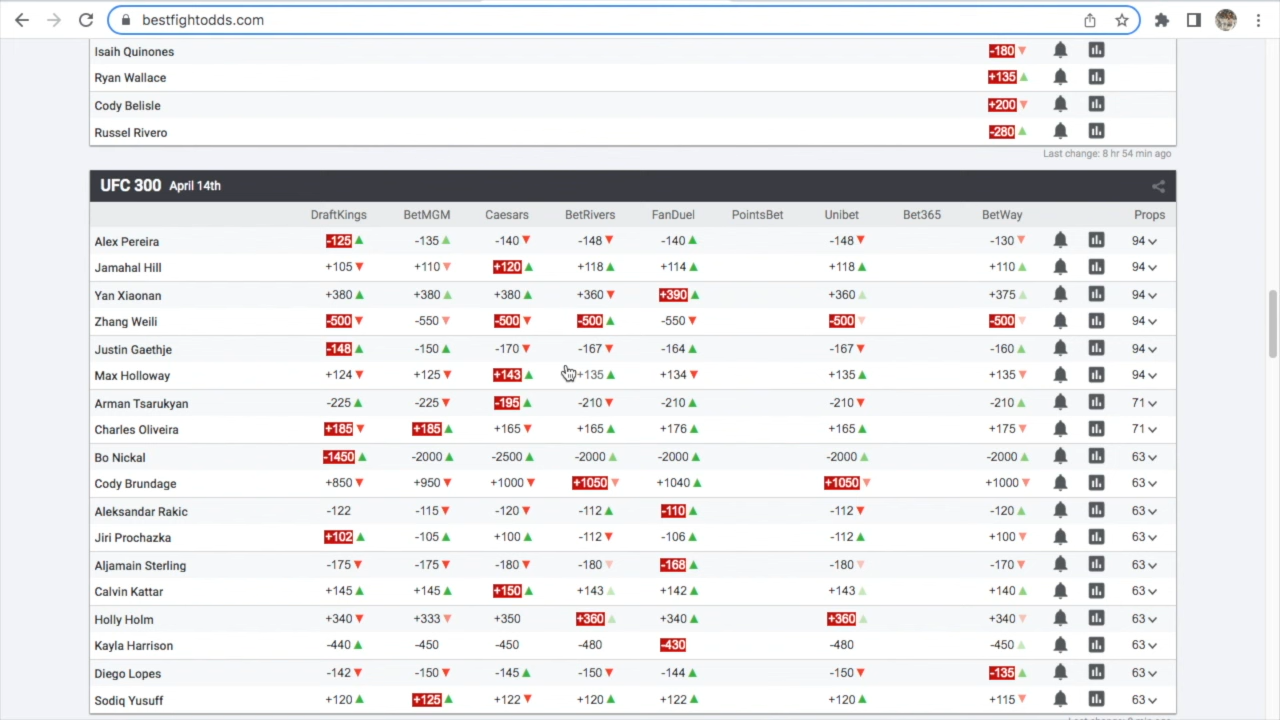 bestfightodds.com
Isaih Quinones -180▼
Ryan Wallace +135▲
Cody Belisle +200▼
Russel Rivero -280▲
Last change: 8 hr 54 min ago
UFC 300 April 14th
DraftKings BetMGM Caesars BetRivers FanDuel PointsBet Unibet Bet365 BetWay Props
Alex Pereira -125▲ -135▲ -140▼ -148▼ -140▲ -148▼ -130▼ 94
Jamahal Hill +105▼ +110▼ +120▲ +118▲ +114▲ +118▲ +110▲ 94
Yan Xiaonan +380▲ +380▲ +380▲ +360▼ +390▲ +360▲ +375▲ 94
Zhang Weili -500▼ -550▼ -500▼ -500▲ -550▼ -500▼ -500▼ 94
Justin Gaethje -148▲ -150▲ -170▼ -167▼ -164▲ -167▼ -160▲ 94
Max Holloway +124▼ +125▼ +143▲ +135▲ +134▼ +135▲ +135▼ 94
Arman Tsarukyan -225▲ -225▼ -195▲ -210▼ -210▲ -210▼ -210▲ 71
Charles Oliveira +185▼ +185▲ +165▼ +165▲ +176▲ +165▲ +175▼ 71
Bo Nickal -1450▲ -2000▲ -2500▲ -2000▲ -2000▲ -2000▲ -2000▲ 63
Cody Brundage +850▼ +950▼ +1000▼ +1050▼ +1040▲ +1050▼ +1000▼ 63
Aleksandar Rakic -122 -115▼ -120▼ -112▲ -110▲ -112▼ -120▲ 63
Jiri Prochazka +102▲ -105▲ +100▲ -112▼ -106▲ -112▲ +100▼ 63
Aljamain Sterling -175▼ -175▼ -180▼ -180▼ -168▲ -180▼ -170▼ 63
Calvin Kattar +145▲ +145▲ +150▲ +143▲ +142▲ +143▲ +140▲ 63
Holly Holm +340▼ +333▼ +350 +360▲ +340▲ +360▲ +340▼ 63
Kayla Harrison -440▲ -450 -450 -480 -430 -480 -450▲ 63
Diego Lopes -142▼ -150▼ -145▲ -150▼ -144▲ -150▼ -135▲ 63
Sodiq Yusuff +120▲ +125▲ +122▼ +120▲ +122▲ +120▲ +115▼ 63